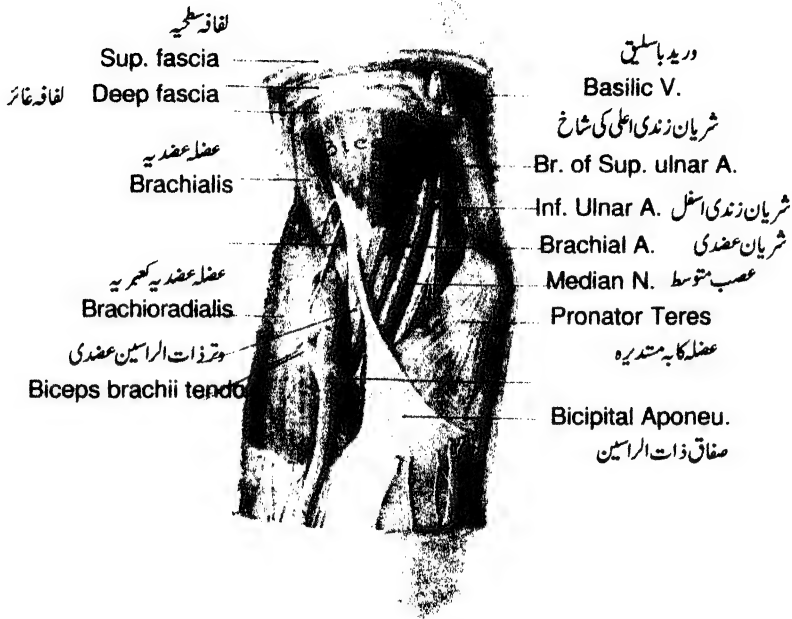 لفافہ سطحیہ
Sup. fascia
لفافہ غائر Deep fascia
عضلہ عضدیہ
Brachialis
عضلہ عضدیہ کعبریہ
Brachioradialis
وترذات الراسین عضدی
Biceps brachii tendo
BIC
ورید باسلیق
Basilic V.
شریان زندی اعلی کی شاخ
Br. of Sup. ulnar A.
Inf. Ulnar A. شریان زندی اسفل
Brachial A. شریان عضدی
Median N. عصب متوسط
Pronator Teres
عضلہ کابہ مستدیرہ
Bicipital Aponeu.
صفاق ذات الراسین